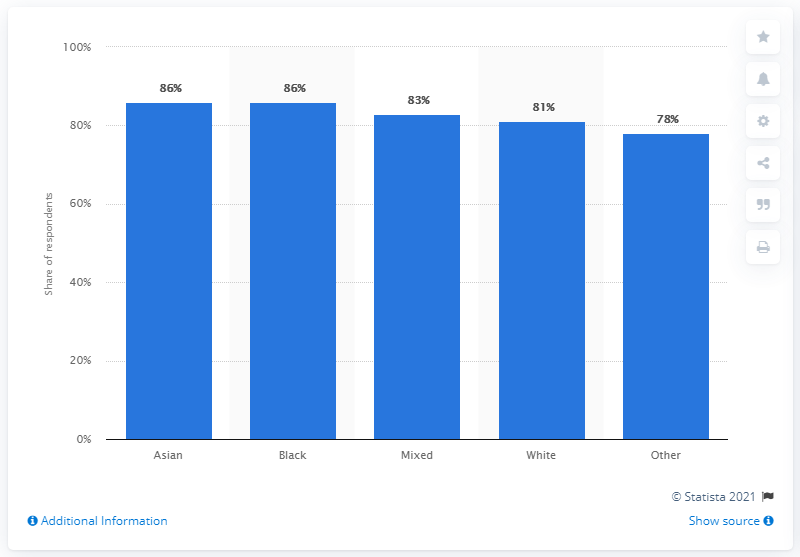 100%
80%
60%
40%
20%
0%
Share of respondents
86%
86%
83%
81%
78%
Asian
Black
Mixed
White
Other
© Statista 2021
Additional Information
Show source